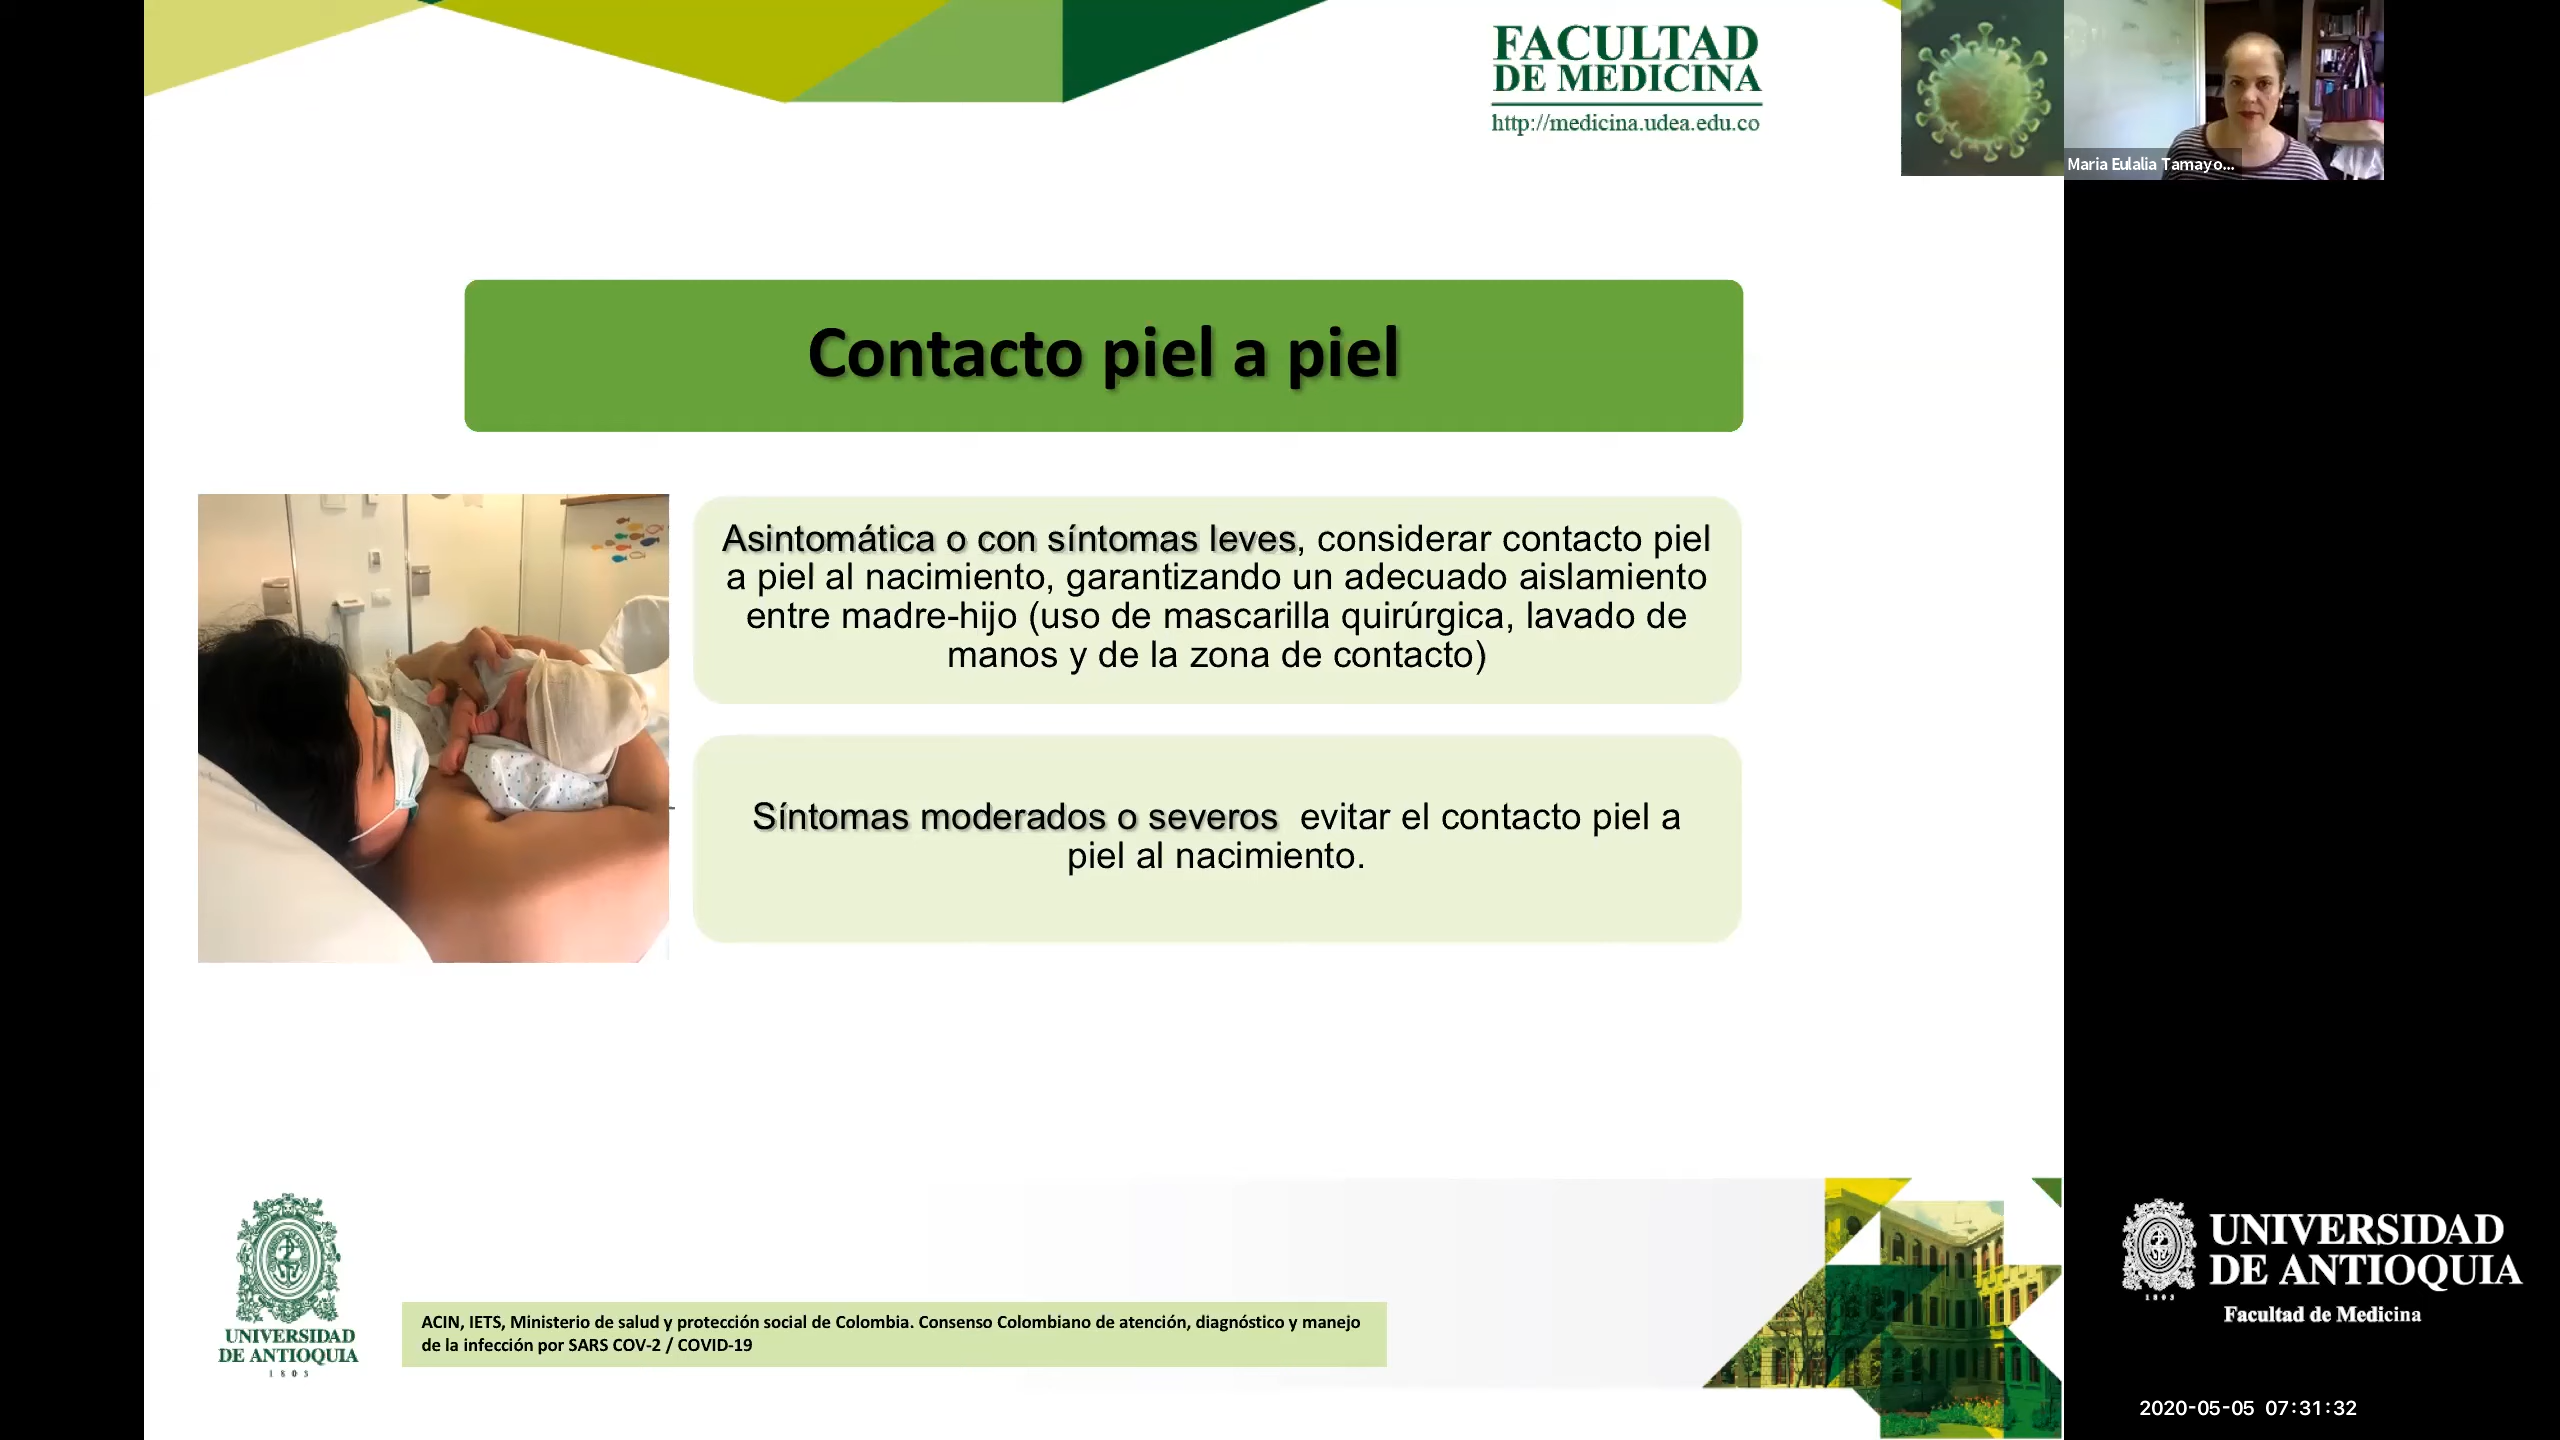 FACULTAD
DE MEDICINA
http://medicina.udea.edu.co
Maria Eulalia Tamayo...
Contacto piel a piel
Asintomática o con síntomas leves, considerar contacto piel
a piel al nacimiento, garantizando un adecuado aislamiento
entre madre-hijo (uso de mascarilla quirúrgica, lavado de
manos y de la zona de contacto)
Síntomas moderados o severos evitar el contacto piel a
piel al nacimiento.
UNIVERSIDAD
DE ANTIOQUIA
1803
ACIN, IETS, Ministerio de salud y protección social de Colombia. Consenso Colombiano de atención, diagnóstico y manejo
de la infección por SARS COV-2 / COVID-19
UNIVERSIDAD
DE ANTIOQUIA
1803
Facultad de Medicina
2020-05-05 07:31:32